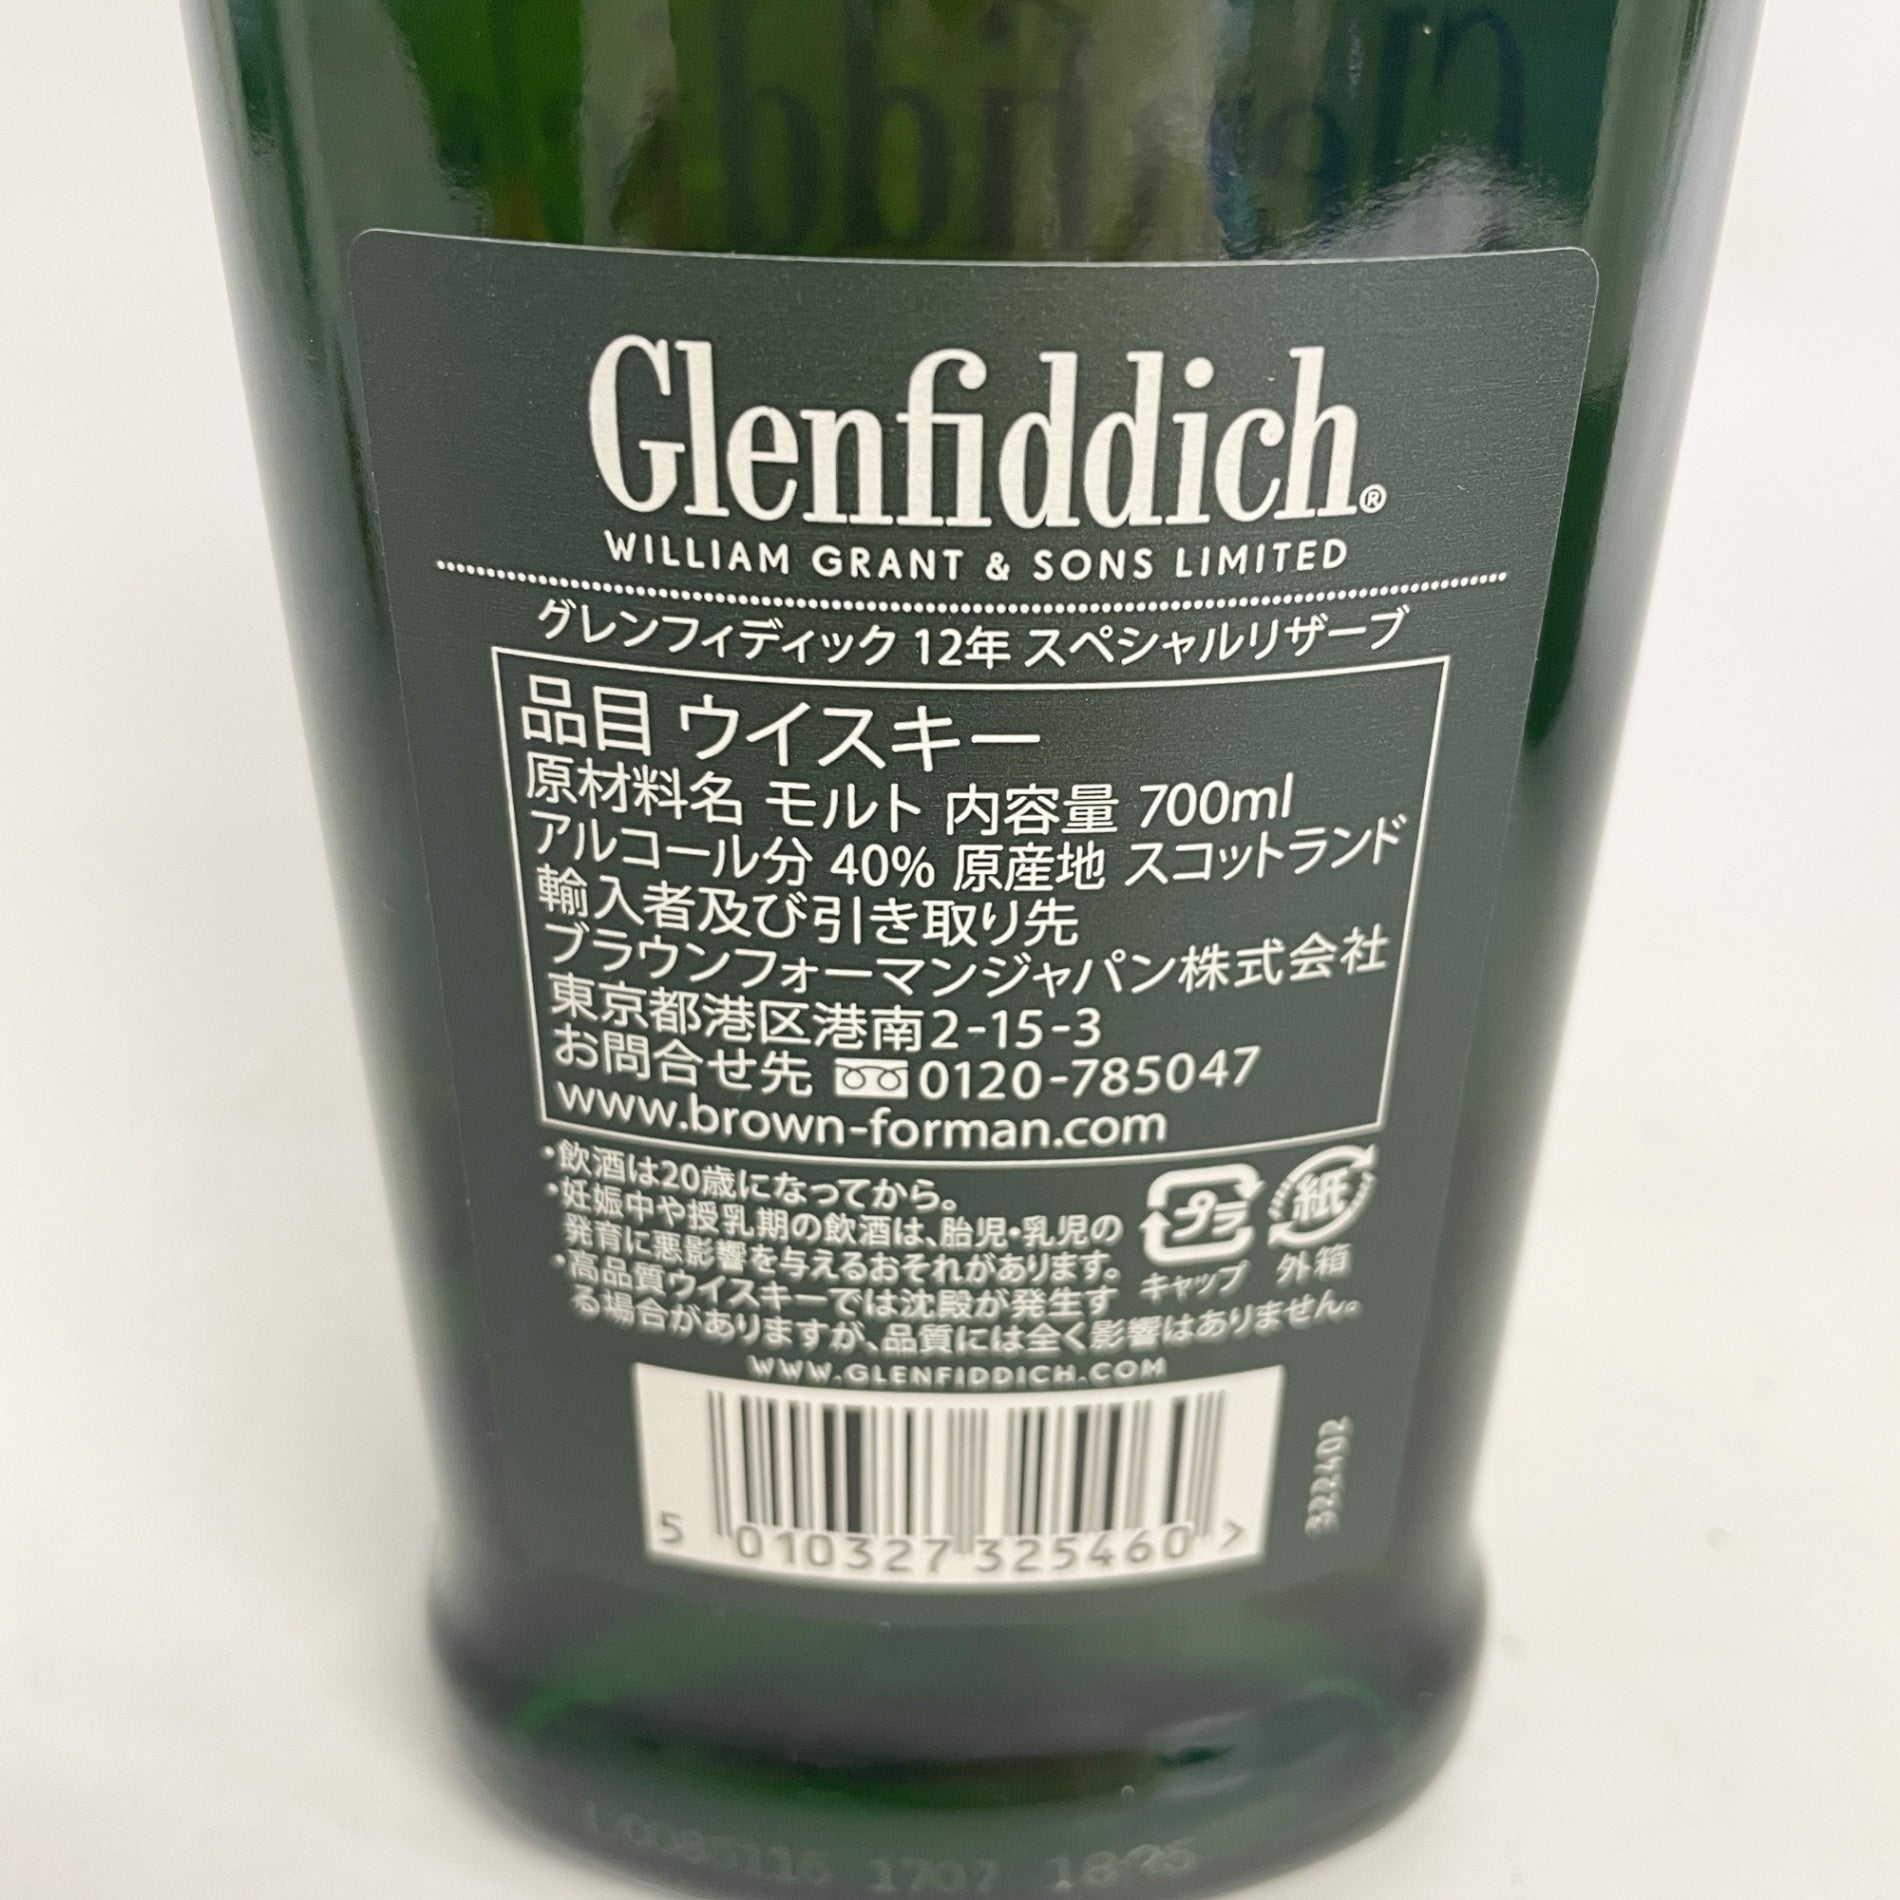 Glenfiddich®
WILLIAM GRANT & SONS LIMITED
グレンフィディック 12年 スペシャルリザーブ
品目 ウイスキー
原材料名 モルト 内容量 700ml
アルコール分 40% 原産地 スコットランド
輸入者及び引き取り先
ブラウンフォーマンジャパン株式会社
東京都港区港南2-15-3
お問合せ先 0120-785047
www.brown-forman.com
・飲酒は20歳になってから。
・妊娠中や授乳期の飲酒は、胎児・乳児の
発育に悪影響を与えるおそれがあります。
・高品質ウイスキーでは沈殿が発生す
る場合がありますが、品質には全く影響はありません。
プラ
キャップ
紙
外箱
WWW.GLENFIDDICH.COM
5 010327 325460 >
322402
1707